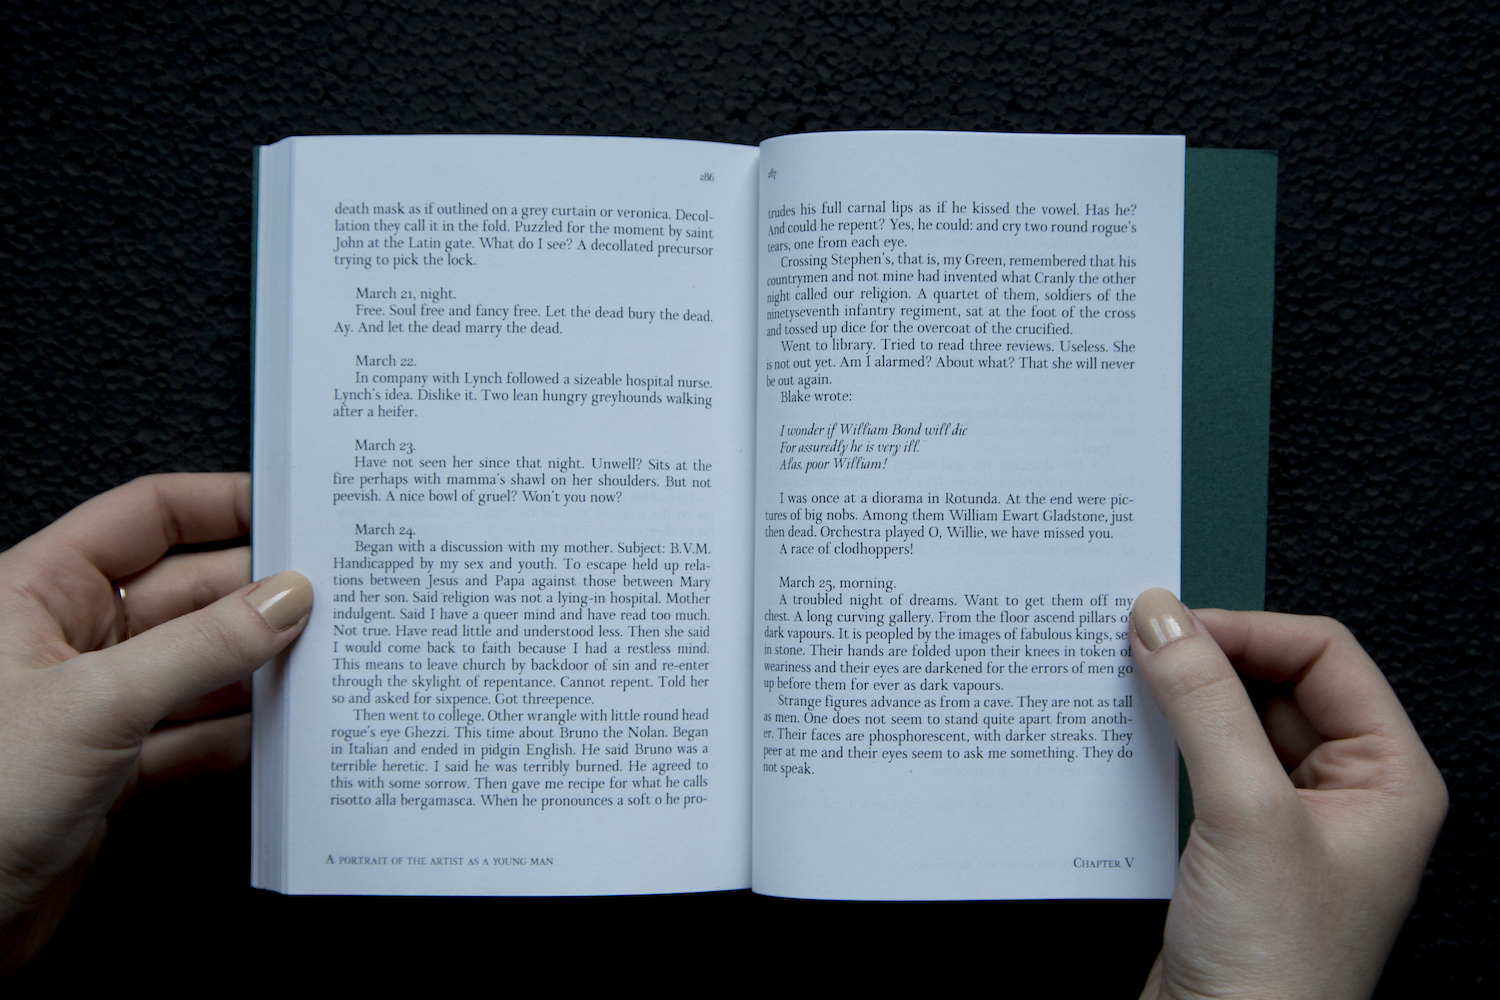 286
death mask as if outlined on a grey curtain or veronica. Decol-
lation they call it in the fold. Puzzled for the moment by saint
John at the Latin gate. What do I see? A decollated precursor
trying to pick the lock.
March 21, night.
Free. Soul free and fancy free. Let the dead bury the dead.
Ay. And let the dead marry the dead.
March 22.
In company with Lynch followed a sizeable hospital nurse.
Lynch's idea. Dislike it. Two lean hungry greyhounds walking
after a heifer.
March 23.
Have not seen her since that night. Unwell? Sits at the
fire perhaps with mamma's shawl on her shoulders. But not
peevish. A nice bowl of gruel? Won't you now?
March 24.
Began with a discussion with my mother. Subject: B.V.M.
Handicapped by my sex and youth. To escape held up rela-
tions between Jesus and Papa against those between Mary
and her son. Said religion was not a lying-in hospital. Mother
indulgent. Said I have a queer mind and have read too much.
Not true. Have read little and understood less. Then she said
I would come back to faith because I had a restless mind.
This means to leave church by backdoor of sin and re-enter
through the skylight of repentance. Cannot repent. Told her
so and asked for sixpence. Got threepence.
Then went to college. Other wrangle with little round head
rogue's eye Ghezzi. This time about Bruno the Nolan. Began
in Italian and ended in pidgin English. He said Bruno was a
terrible heretic. I said he was terribly burned. He agreed to
this with some sorrow. Then gave me recipe for what he calls
risotto alla bergamasca. When he pronounces a soft o he pro-
A PORTRAIT OF THE ARTIST AS A YOUNG MAN
287
trudes his full carnal lips as if he kissed the vowel. Has he?
And could he repent? Yes, he could: and cry two round rogue's
tears, one from each eye.
Crossing Stephen's, that is, my Green, remembered that his
countrymen and not mine had invented what Cranly the other
night called our religion. A quartet of them, soldiers of the
ninetyseventh infantry regiment, sat at the foot of the cross
and tossed up dice for the overcoat of the crucified.
Went to library. Tried to read three reviews. Useless. She
is not out yet. Am I alarmed? About what? That she will never
be out again.
Blake wrote:
I wonder if William Bond will die
For assuredly he is very ill.
Alas, poor William!
I was once at a diorama in Rotunda. At the end were pic-
tures of big nobs. Among them William Ewart Gladstone, just
then dead. Orchestra played O, Willie, we have missed you.
A race of clodhoppers!
March 25, morning.
A troubled night of dreams. Want to get them off my
chest. A long curving gallery. From the floor ascend pillars of
dark vapours. It is peopled by the images of fabulous kings, se
in stone. Their hands are folded upon their knees in token of
weariness and their eyes are darkened for the errors of men go
up before them for ever as dark vapours.
Strange figures advance as from a cave. They are not as tall
as men. One does not seem to stand quite apart from anoth-
er. Their faces are phosphorescent, with darker streaks. They
peer at me and their eyes seem to ask me something. They do
not speak.
CHAPTER V